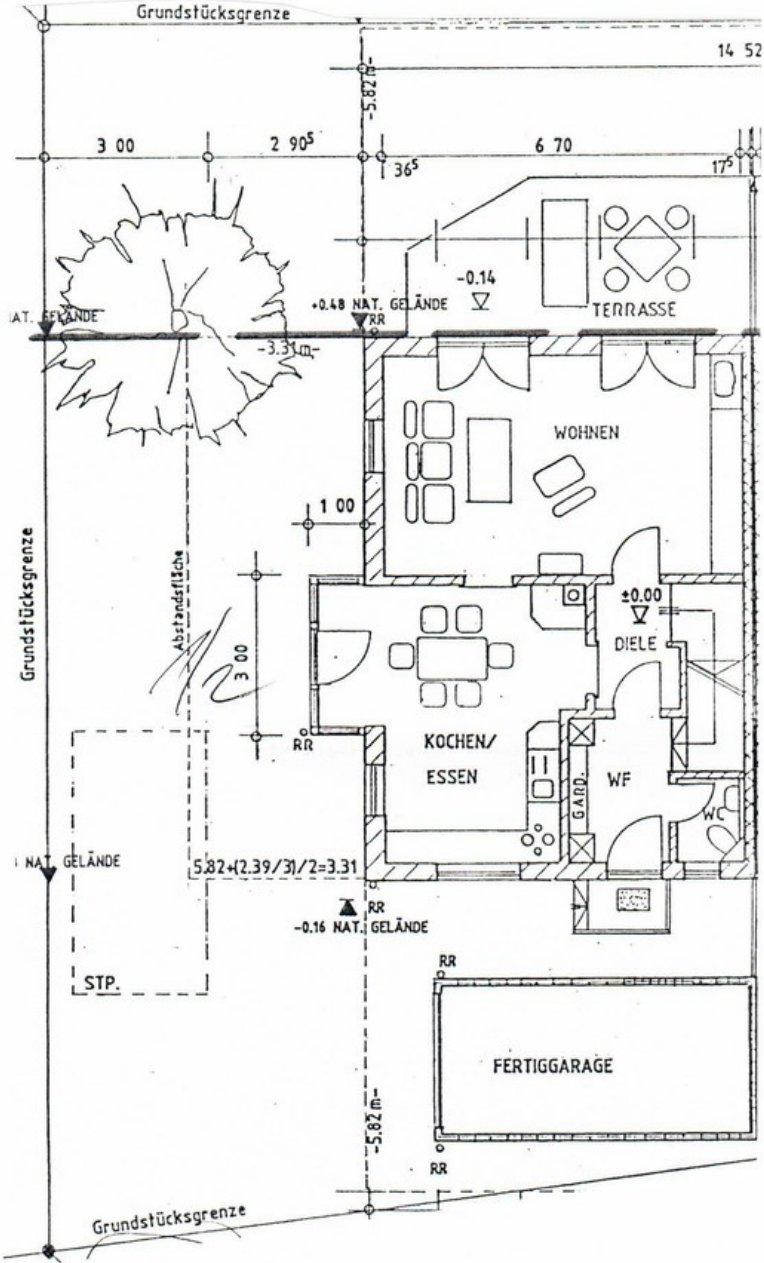 Grundstücksgrenze
14 52
-5.82m-
3 00
2 90⁵
36⁵
6 70
17⁵
-0.14
TERRASSE
NAT. GELÄNDE
+0.48 NAT. GELÄNDE
RR
-3.31m-
WOHNEN
1 00
Grundstücksgrenze
Abstandsfläche
3 00
±0.00
DIELE
RR
KOCHEN/
ESSEN
GARD.
WF
WC
NAT. GELÄNDE
5.82+(2.39/3)/2=3.31
RR
-0.16 NAT. GELÄNDE
STP.
RR
FERTIGGARAGE
-5.82m-
RR
Grundstücksgrenze